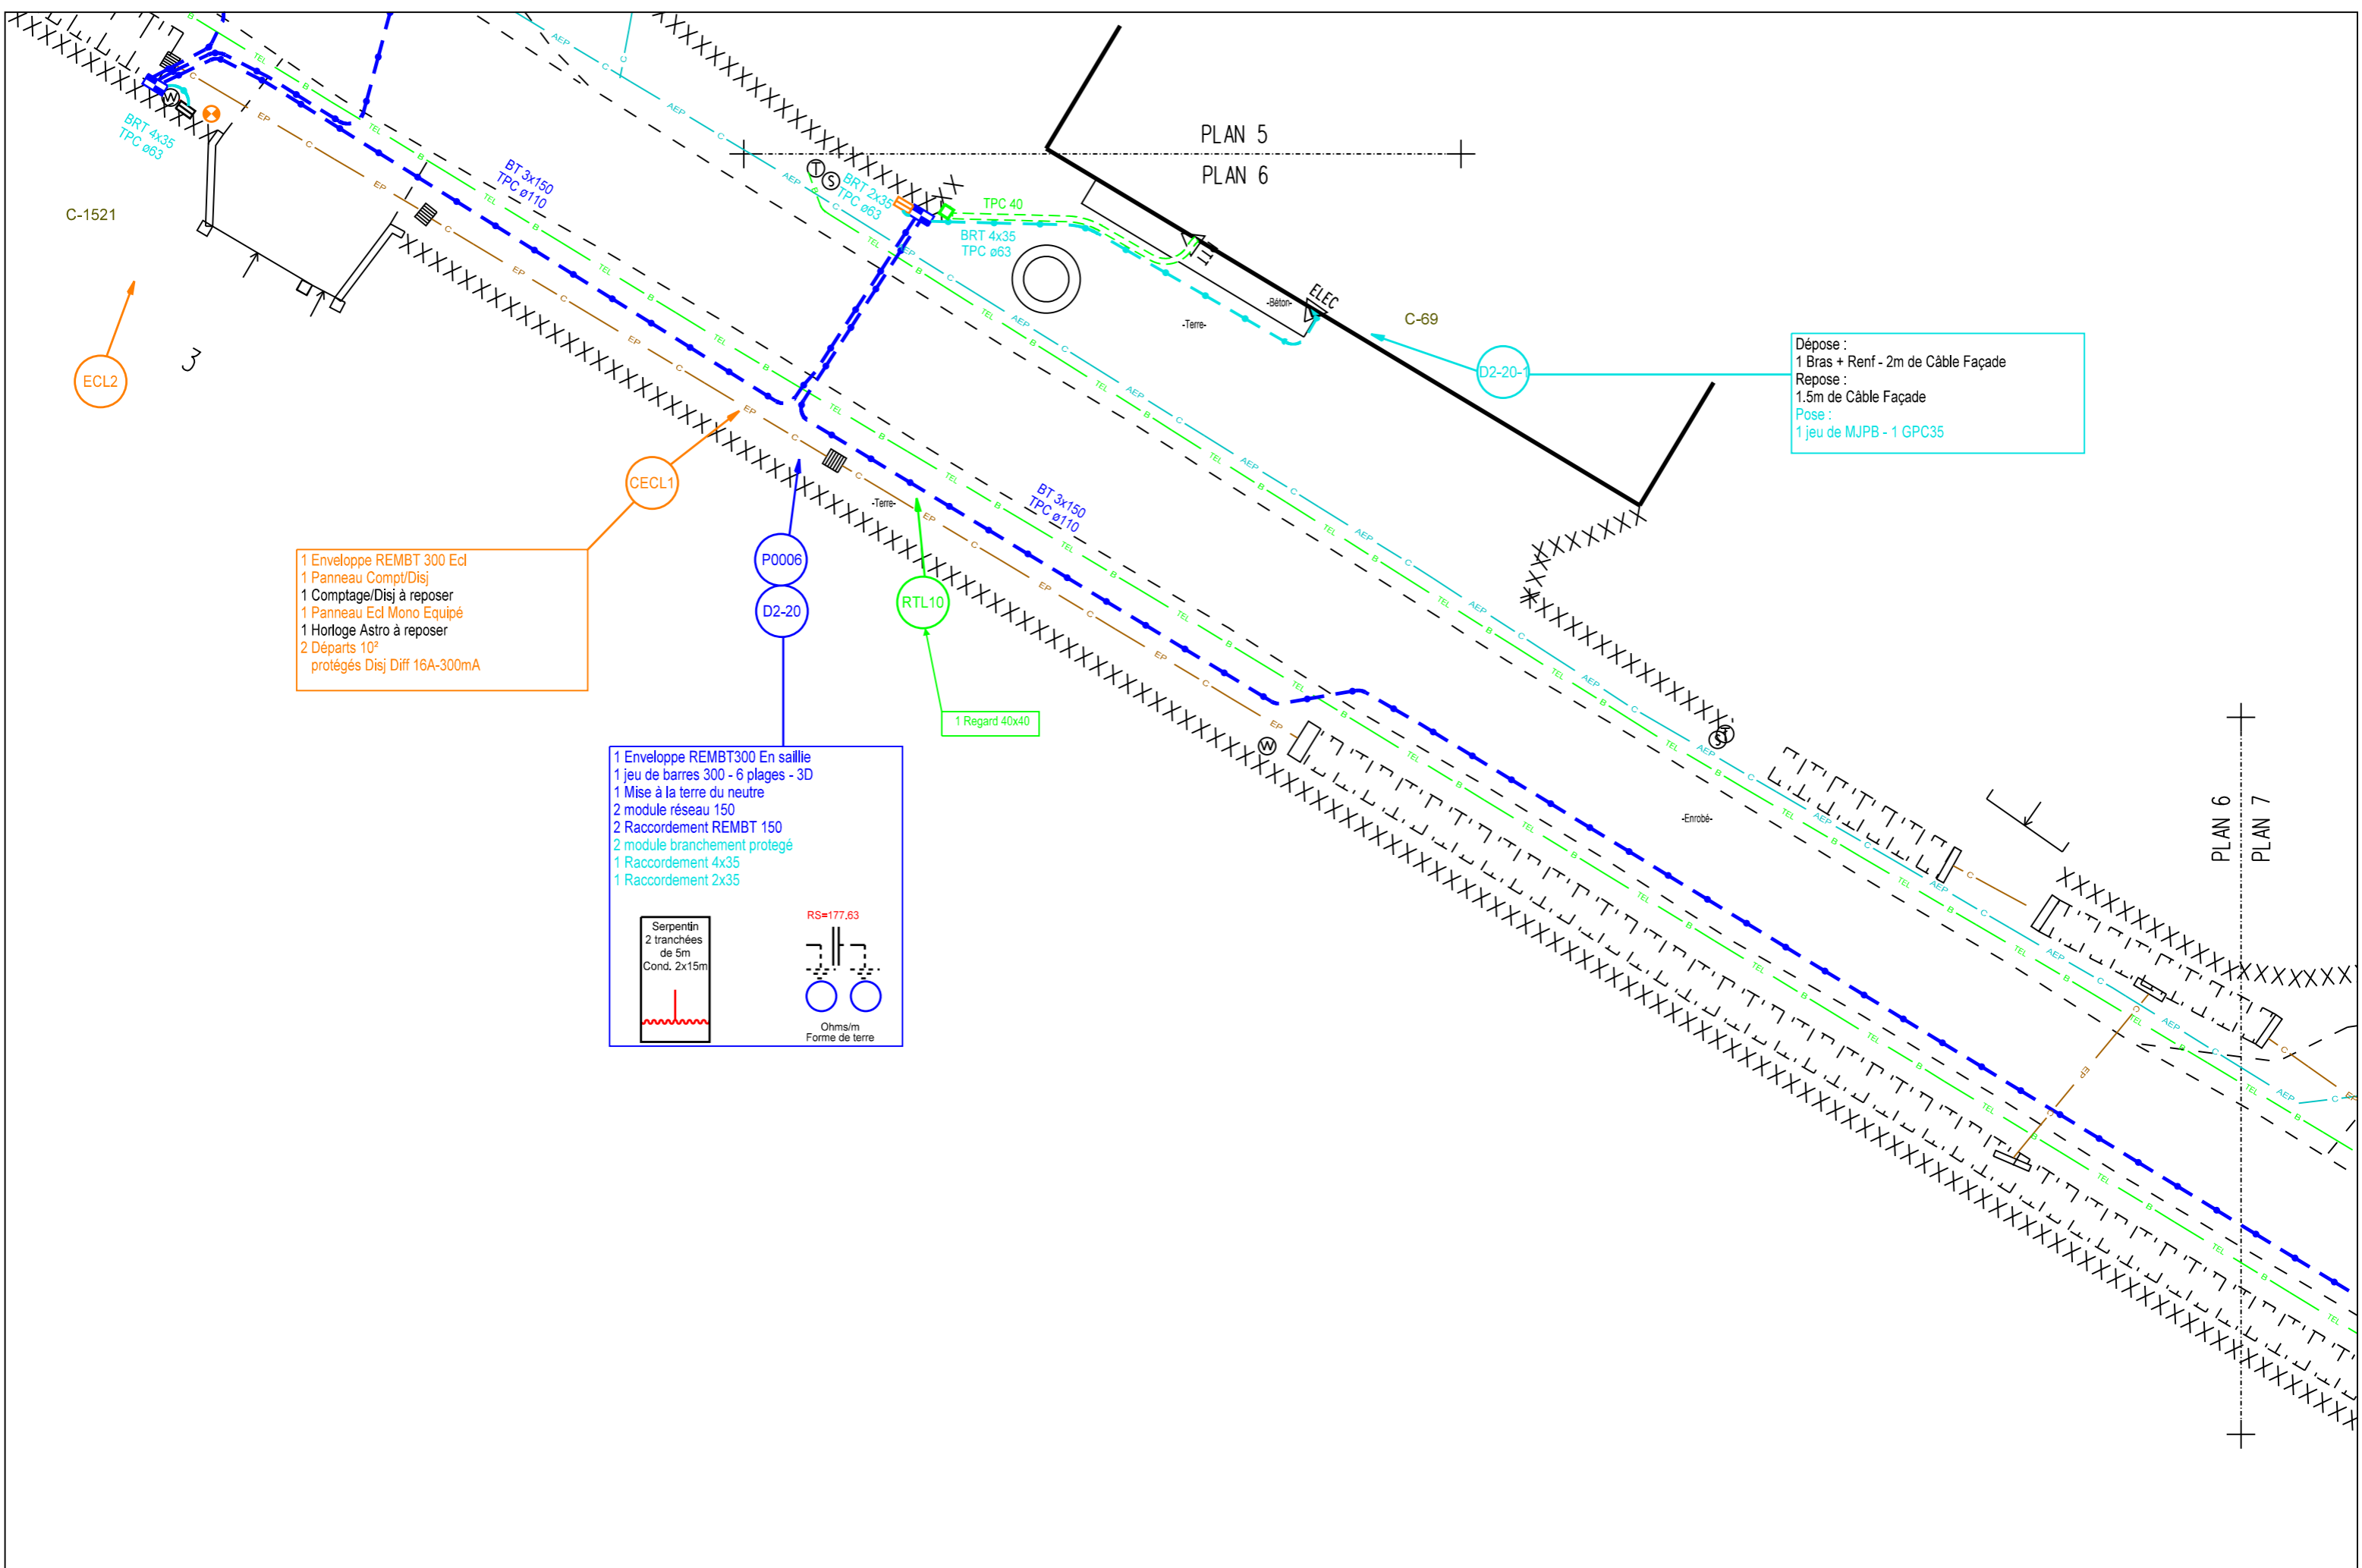 PLAN 5
PLAN 6
BRT 4x35
TPC ø63
C-1521
ECL2
3
BT 3x150
TPC ø110
T
S
BRT 2x35
TPC ø63
TPC 40
BRT 4x35
TPC ø63
-Béton-
-Terre-
ELEC
C-69
D2-20-1
Dépose :
1 Bras + Renf - 2m de Câble Façade
Repose :
1.5m de Câble Façade
Pose :
1 jeu de MJPB - 1 GPC35
CECL1
1 Enveloppe REMBT 300 Ecl
1 Panneau Compt/Disj
1 Comptage/Disj à reposer
1 Panneau Ecl Mono Equipé
1 Horloge Astro à reposer
2 Départs 10²
protégés Disj Diff 16A-300mA
-Terre-
BT 3x150
TPC ø110
P0006
D2-20
RTL10
1 Regard 40x40
1 Enveloppe REMBT300 En saillie
1 jeu de barres 300 - 6 plages - 3D
1 Mise à la terre du neutre
2 module réseau 150
2 Raccordement REMBT 150
2 module branchement protegé
1 Raccordement 4x35
1 Raccordement 2x35
Serpentin
2 tranchées
de 5m
Cond. 2x15m
RS=177.63
Ohms/m
Forme de terre
W
W
S
T
-Enrobé-
PLAN 6
PLAN 7
TEL
B
AEP
C
EP